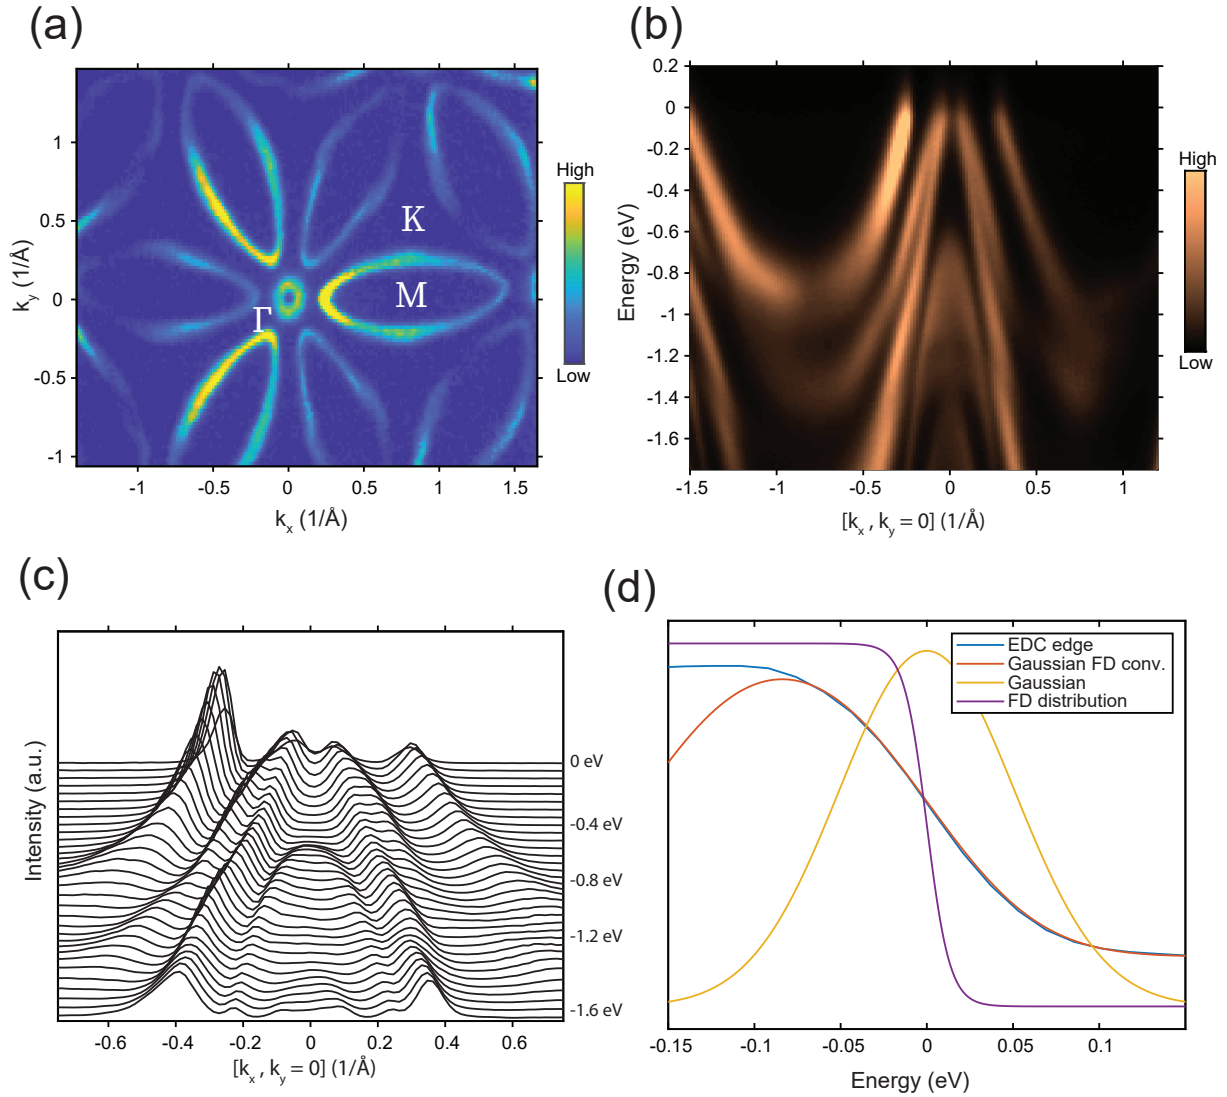 (a)
1
0.5
0
-0.5
-1
k_y (1/Å)
K
M
Γ
-1
-0.5
0
0.5
1
1.5
k_x (1/Å)
High
Low
(b)
0.2
0
-0.2
-0.4
-0.6
-0.8
-1
-1.2
-1.4
-1.6
Energy (eV)
-1.5
-1
-0.5
0
0.5
1
[k_x , k_y = 0] (1/Å)
High
Low
(c)
Intensity (a.u.)
0 eV
-0.4 eV
-0.8 eV
-1.2 eV
-1.6 eV
-0.6
-0.4
-0.2
0
0.2
0.4
0.6
[k_x , k_y = 0] (1/Å)
(d)
EDC edge
Gaussian FD conv.
Gaussian
FD distribution
-0.15
-0.1
-0.05
0
0.05
0.1
Energy (eV)